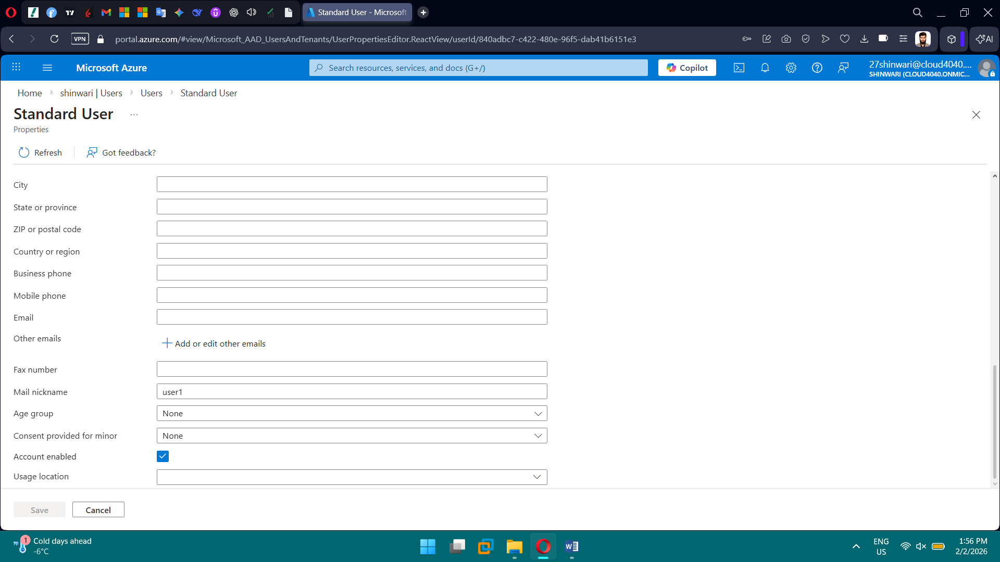 Standard User - Microsoft
VPN
portal.azure.com/#view/Microsoft_AAD_UsersAndTenants/UserPropertiesEditor.ReactView/userId/840adbc7-c422-480e-96f5-dab41b6151e3
AI
Microsoft Azure
Search resources, services, and docs (G+/)
Copilot
27shinwari@cloud4040....
SHINWARI (CLOUD4040.ONMIC...
Home > shinwari | Users > Users > Standard User
Standard User ...
Properties
Refresh
Got feedback?
City
State or province
ZIP or postal code
Country or region
Business phone
Mobile phone
Email
Other emails
+ Add or edit other emails
Fax number
Mail nickname
user1
Age group
None
Consent provided for minor
None
Account enabled
Usage location
Save
Cancel
1
Cold days ahead
-6°C
ENG
US
1:56 PM
2/2/2026